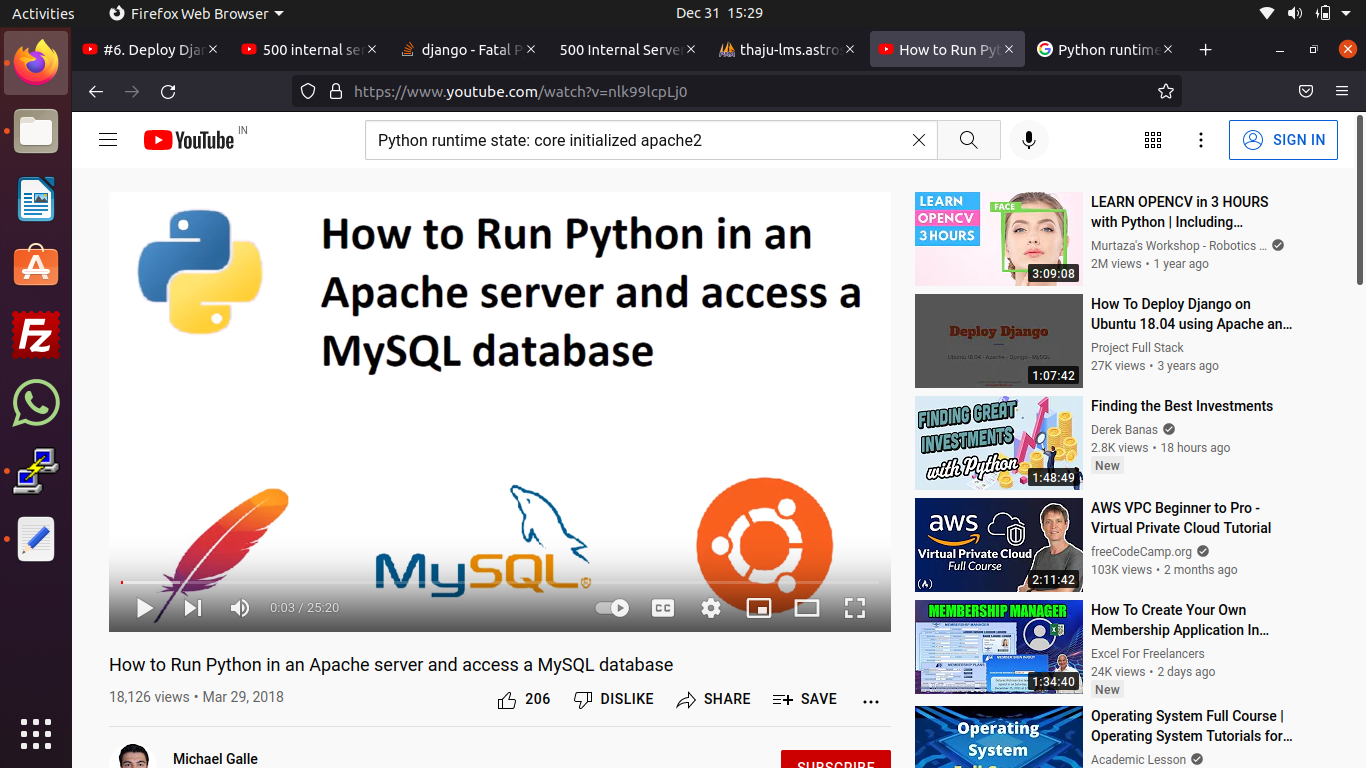 Activities
Firefox Web Browser
Dec 31 15:29
#6. Deploy Djan
500 internal ser
django - Fatal P
500 Internal Server
thaju-lms.astros
How to Run Pyt
Python runtime
https://www.youtube.com/watch?v=nlk99lcpLj0
YouTube
IN
Python runtime state: core initialized apache2
SIGN IN
How to Run Python in an
Apache server and access a
MySQL database
MySQL
0:03 / 25:20
CC
How to Run Python in an Apache server and access a MySQL database
18,126 views • Mar 29, 2018
206
DISLIKE
SHARE
SAVE
Michael Galle
SUBSCRIBE
LEARN
OPENCV
3 HOURS
FACE
3:09:08
LEARN OPENCV in 3 HOURS
with Python | Including…
Murtaza's Workshop - Robotics …
2M views • 1 year ago
Deploy Django
1:07:42
How To Deploy Django on
Ubuntu 18.04 using Apache an…
Project Full Stack
27K views • 3 years ago
FINDING GREAT
INVESTMENTS
with Python
1:48:49
Finding the Best Investments
Derek Banas
2.8K views • 18 hours ago
New
aws
Virtual Private Cloud
Full Course
2:11:42
AWS VPC Beginner to Pro -
Virtual Private Cloud Tutorial
freeCodeCamp.org
103K views • 2 months ago
MEMBERSHIP MANAGER
1:34:40
How To Create Your Own
Membership Application In…
Excel For Freelancers
24K views • 2 days ago
New
Operating
System
Full Course
Operating System Full Course |
Operating System Tutorials for…
Academic Lesson